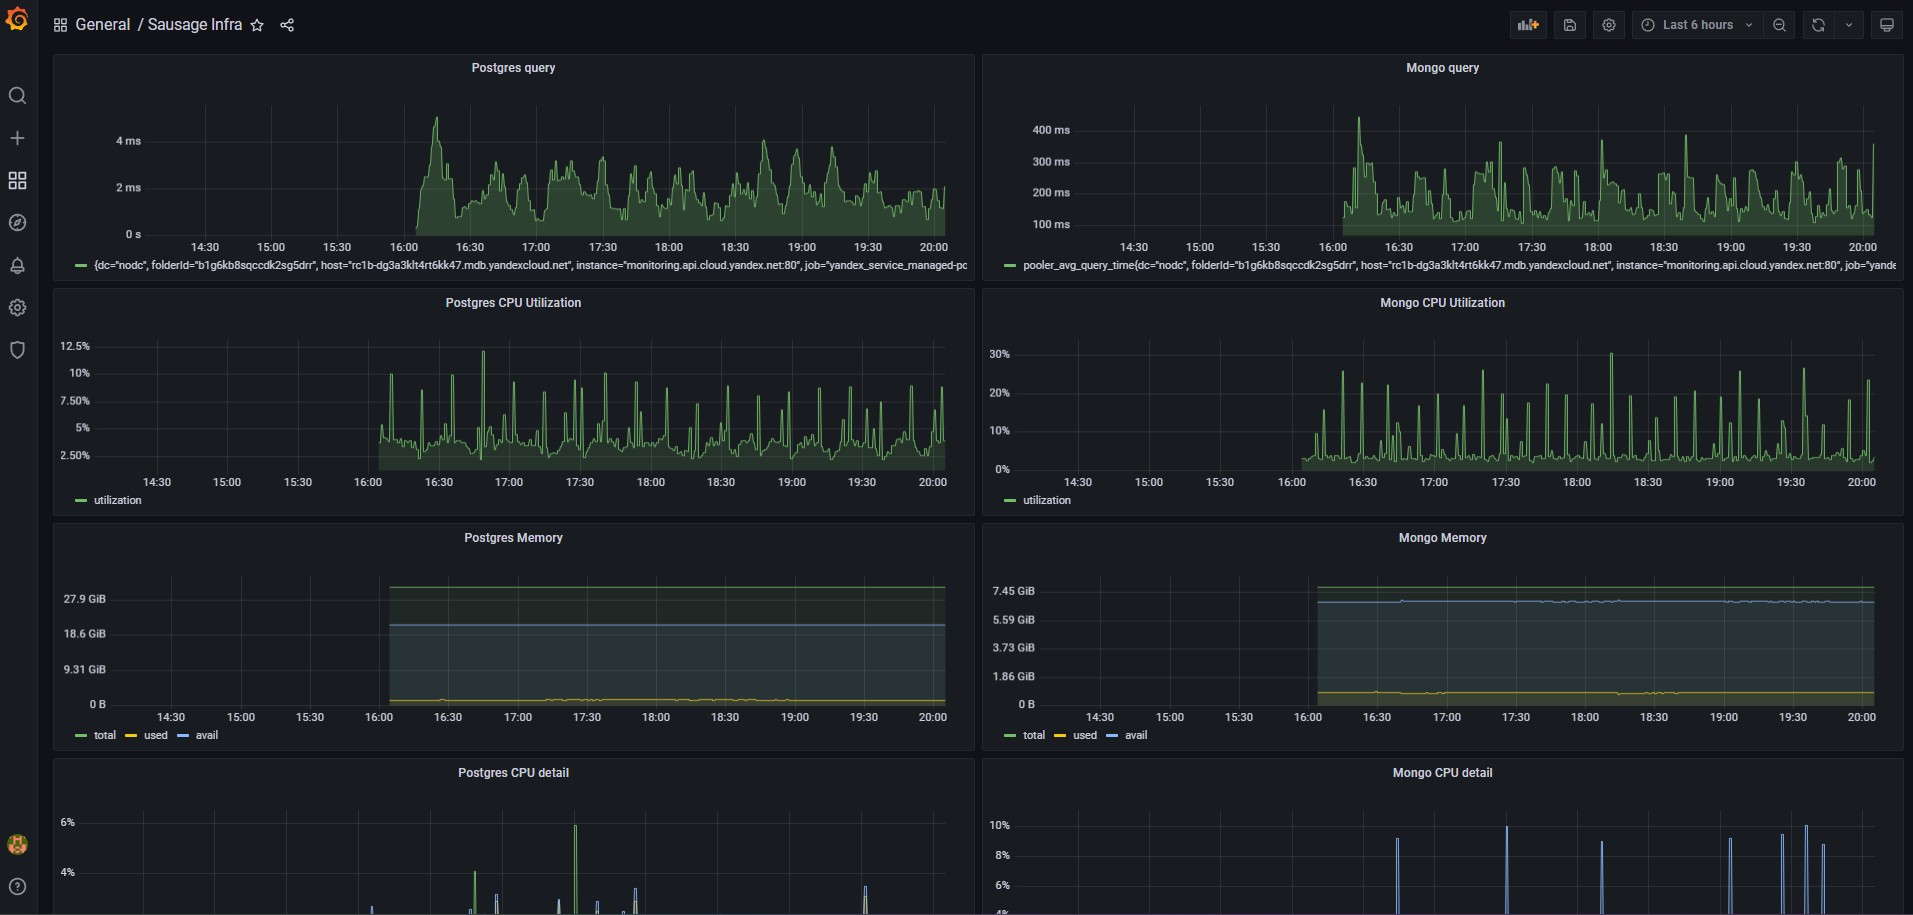 General / Sausage Infra
Last 6 hours
Postgres query
4 ms
2 ms
0 s
14:30 15:00 15:30 16:00 16:30 17:00 17:30 18:00 18:30 19:00 19:30 20:00
{dc="nodc", folderId="b1g6kb8sqccdk2sg5drr", host="rc1b-dg3a3klt4rt6kk47.mdb.yandexcloud.net", instance="monitoring.api.cloud.yandex.net:80", job="yandex_service_managed-pc
Mongo query
400 ms
300 ms
200 ms
100 ms
14:30 15:00 15:30 16:00 16:30 17:00 17:30 18:00 18:30 19:00 19:30 20:00
pooler_avg_query_time{dc="nodc", folderId="b1g6kb8sqccdk2sg5drr", host="rc1b-dg3a3klt4rt6kk47.mdb.yandexcloud.net", instance="monitoring.api.cloud.yandex.net:80", job="yande
Postgres CPU Utilization
12.5%
10%
7.50%
5%
2.50%
14:30 15:00 15:30 16:00 16:30 17:00 17:30 18:00 18:30 19:00 19:30 20:00
utilization
Mongo CPU Utilization
30%
20%
10%
0%
14:30 15:00 15:30 16:00 16:30 17:00 17:30 18:00 18:30 19:00 19:30 20:00
utilization
Postgres Memory
27.9 GiB
18.6 GiB
9.31 GiB
0 B
14:30 15:00 15:30 16:00 16:30 17:00 17:30 18:00 18:30 19:00 19:30 20:00
total used avail
Mongo Memory
7.45 GiB
5.59 GiB
3.73 GiB
1.86 GiB
0 B
14:30 15:00 15:30 16:00 16:30 17:00 17:30 18:00 18:30 19:00 19:30 20:00
total used avail
Postgres CPU detail
6%
4%
Mongo CPU detail
10%
8%
6%
4%